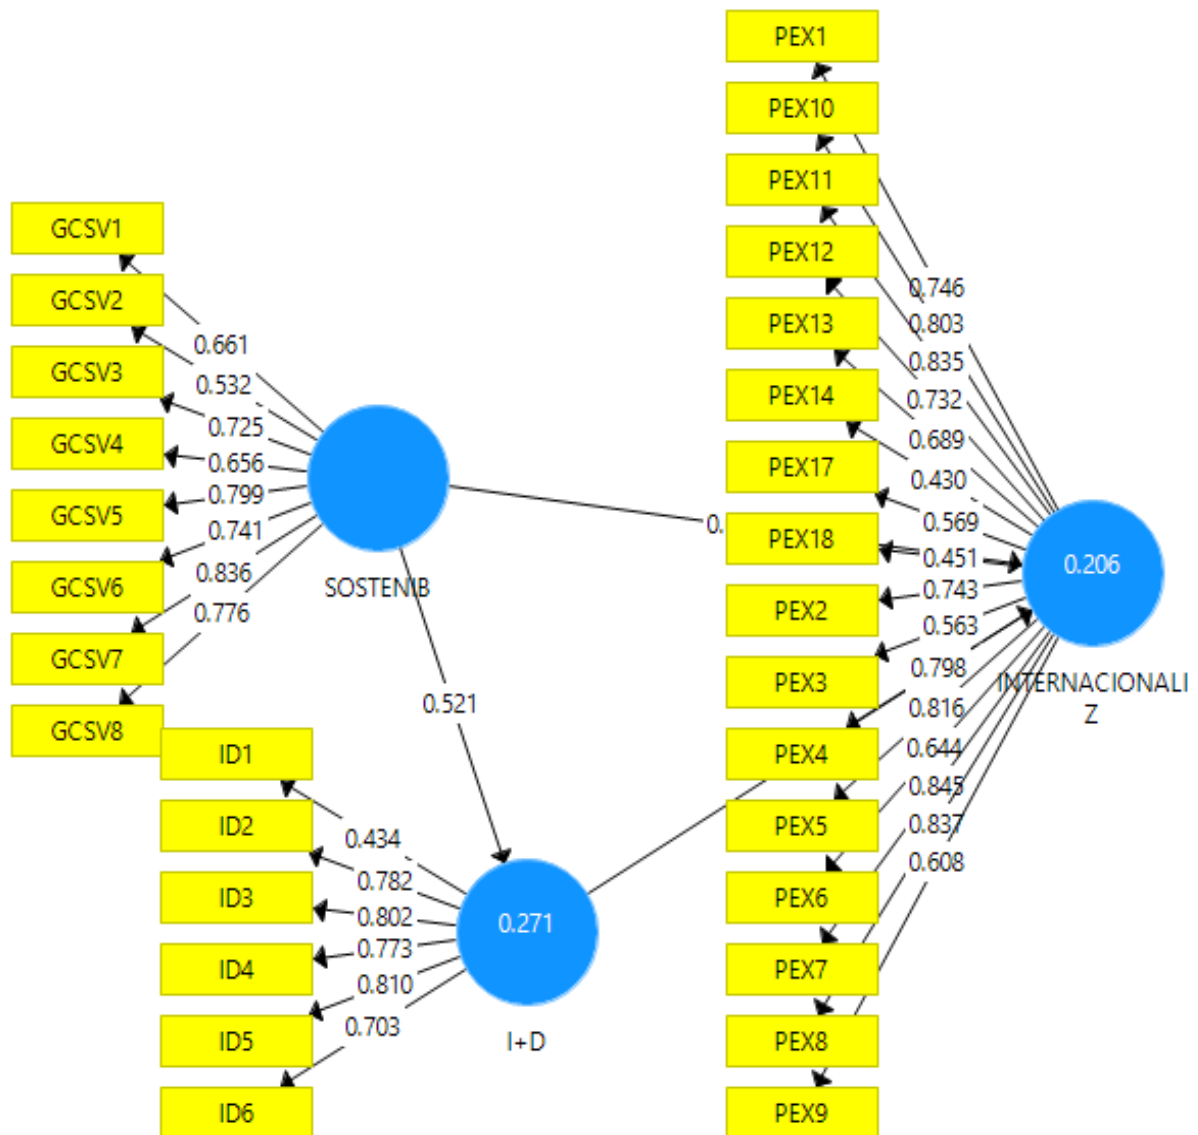 GCSV1
GCSV2
GCSV3
GCSV4
GCSV5
GCSV6
GCSV7
GCSV8
0.661
0.532
0.725
0.656
0.799
0.741
0.836
0.776
SOSTENIB
0.521
0.
ID1
ID2
ID3
ID4
ID5
ID6
0.434
0.782
0.802
0.773
0.810
0.703
0.271
I+D
PEX1
PEX10
PEX11
PEX12
PEX13
PEX14
PEX17
PEX18
PEX2
PEX3
PEX4
PEX5
PEX6
PEX7
PEX8
PEX9
0.746
0.803
0.835
0.732
0.689
0.430
0.569
0.451
0.743
0.563
0.798
0.816
0.644
0.845
0.837
0.608
0.206
INTERNACIONALI
Z